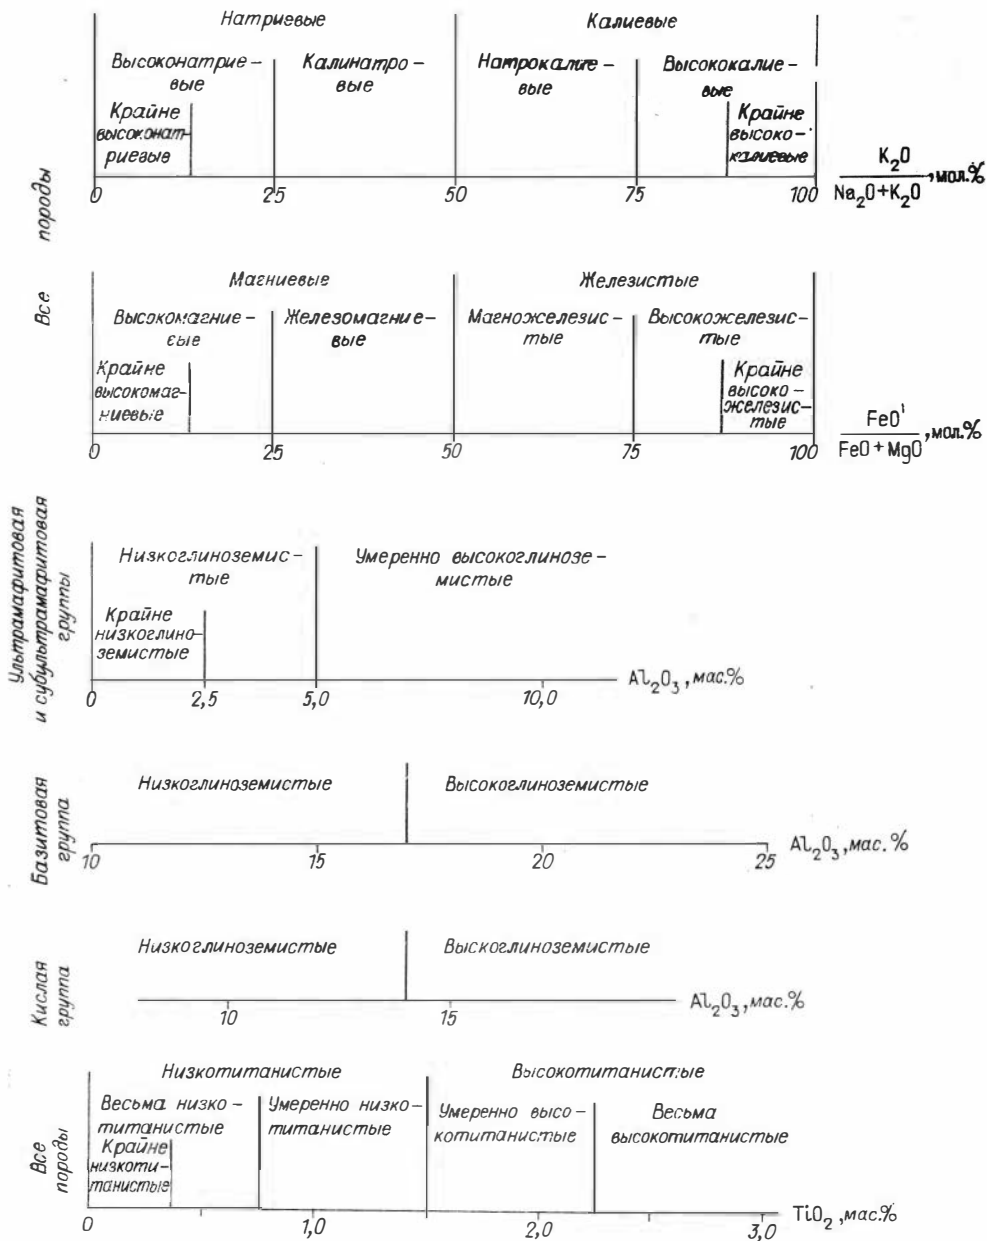 Натриевые
Калиевые
Высоконатрие-
вые
Калинатро-
вые
Натрокалие-
вые
Высококалие-
вые
Крайне
высоконат-
риевые
Крайне
высоко-
калиевые
0 25 50 75 100
K₂O
Na₂O+K₂O
, мол.%
Все породы
Магниевые
Железистые
Высокомагние-
вые
Железомагние-
вые
Магножелезис-
тые
Высокожелезис-
тые
Крайне
высокомаг-
ниевые
Крайне
высоко-
железис-
тые
0 25 50 75 100
FeO¹
FeO+MgO
, мол.%
Ультрамафитовая
и субультрамафитовая
группы
Низкоглиноземис-
тые
Умеренно высокоглинозе-
мистые
Крайне
низкоглино-
земистые
0 2,5 5,0 10,0
Al₂O₃, мас.%
Базитовая
группа
Низкоглиноземистые
Высокоглиноземистые
10 15 20 25
Al₂O₃, мас.%
Кислая
группа
Низкоглиноземистые
Выскоглиноземистые
10 15
Al₂O₃, мас.%
Все
породы
Низкотитанистые
Высокотитанистые
Весьма низко-
титанистые
Умеренно низко-
титанистые
Умеренно высо-
котитанистые
Весьма
высокотитанистые
Крайне
низкоти-
танистые
0 1,0 2,0 3,0
TiO₂, мас.%